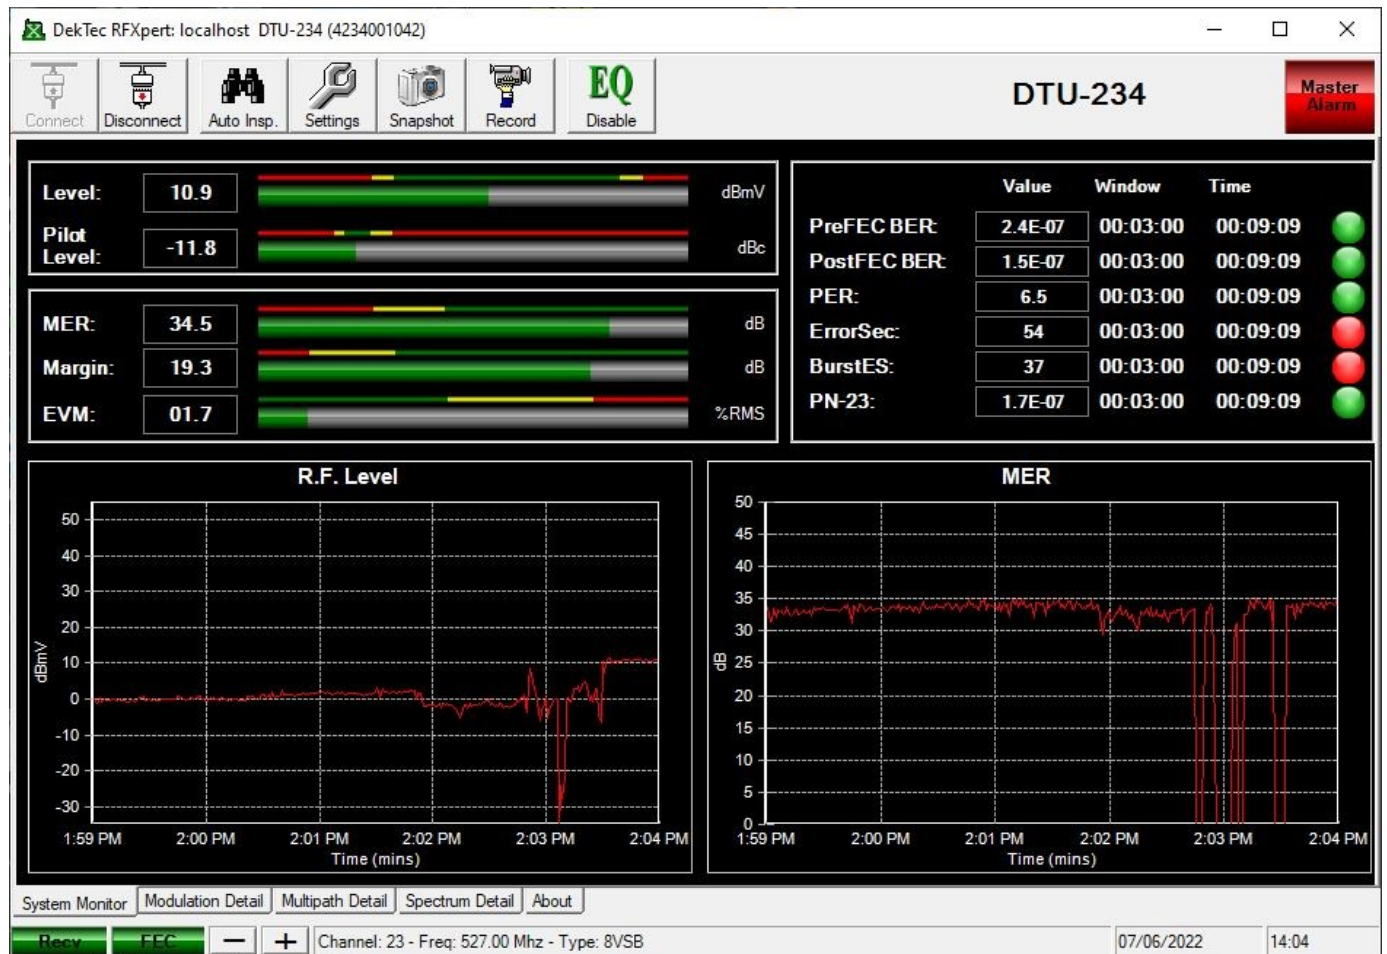 DekTec RFXpert: localhost DTU-234 (4234001042)
Connect Disconnect Auto Insp. Settings Snapshot Record EQ Disable
DTU-234
Master Alarm
Level: 10.9 dBmV
Pilot Level: -11.8 dBc
MER: 34.5 dB
Margin: 19.3 dB
EVM: 01.7 %RMS
Value Window Time
PreFEC BER: 2.4E-07 00:03:00 00:09:09
PostFEC BER: 1.5E-07 00:03:00 00:09:09
PER: 6.5 00:03:00 00:09:09
ErrorSec: 54 00:03:00 00:09:09
BurstES: 37 00:03:00 00:09:09
PN-23: 1.7E-07 00:03:00 00:09:09
R.F. Level
50
40
30
20
10
0
-10
-20
-30
dBmV
1:59 PM 2:00 PM 2:01 PM 2:02 PM 2:03 PM 2:04 PM
Time (mins)
MER
50
45
40
35
30
25
20
15
10
5
0
dB
1:59 PM 2:00 PM 2:01 PM 2:02 PM 2:03 PM 2:04 PM
Time (mins)
System Monitor Modulation Detail Multipath Detail Spectrum Detail About
Recv FEC Channel: 23 - Freq: 527.00 Mhz - Type: 8VSB 07/06/2022 14:04